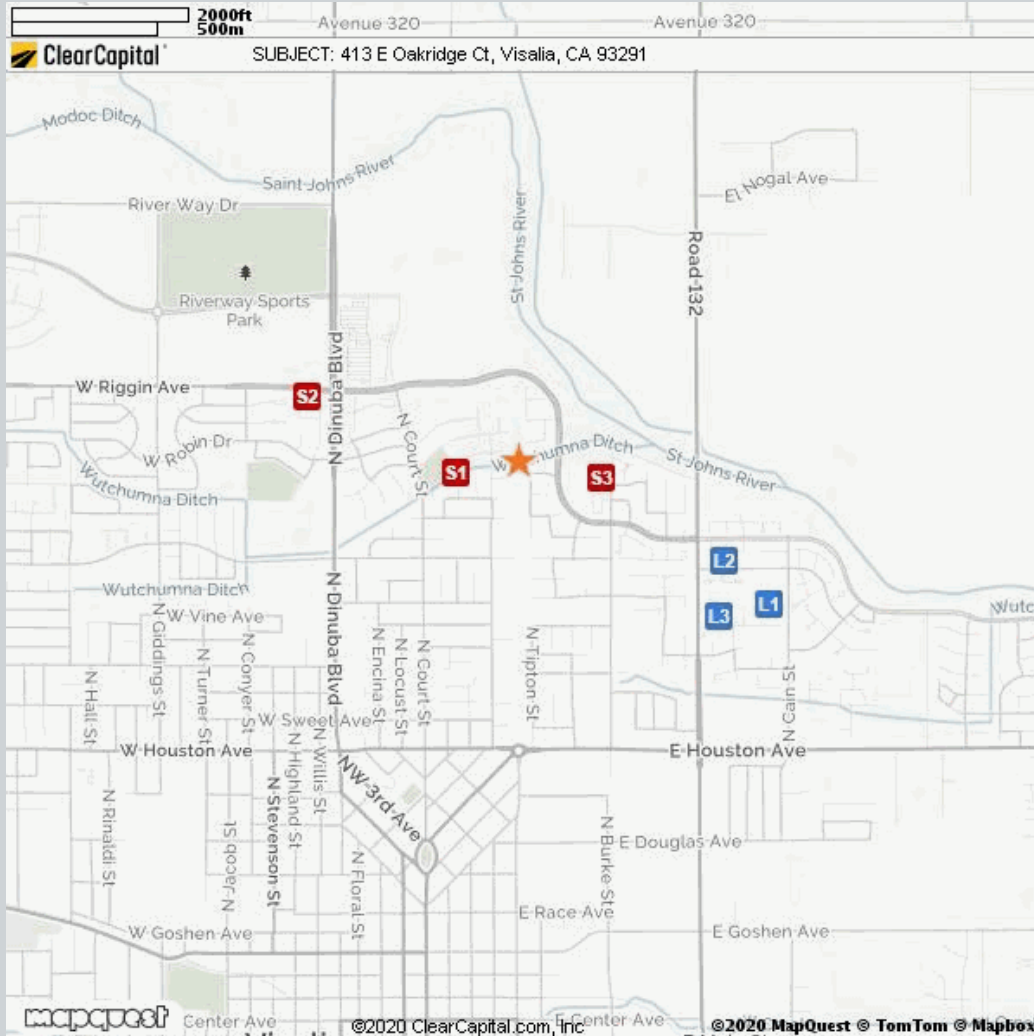 2000ft
500m
Avenue 320
Avenue 320
ClearCapital
SUBJECT: 413 E Oakridge Ct, Visalia, CA 93291
Modoc Ditch
Saint Johns River
El Nogal Ave
River Way Dr
St Johns River
Road 132
Riverway Sports
Park
N Dinuba Blvd
W Riggin Ave
S2
N Court St
W Robin Dr
S1
S3
St Johns River
Wutchumna Ditch
L2
Wutchumna Ditch
L1
L3
W Vine Ave
N Dinuba Blvd
N Giddings St
N Conyer St
N Turner St
N Hall St
N Encina St
N Locust St
N Court St
N Tipton St
N Cain St
W Sweet Ave
W Houston Ave
E Houston Ave
N Willis St
N Highland St
N Stevenson St
NW 3rd Ave
N Rinaldi St
N Jacob St
N Floral St
N Burke St
E Douglas Ave
E Race Ave
W Goshen Ave
E Goshen Ave
mapquest
Center Ave
E Center Ave
©2020 ClearCapital.com, Inc
©2020 MapQuest © TomTom © Mapbo